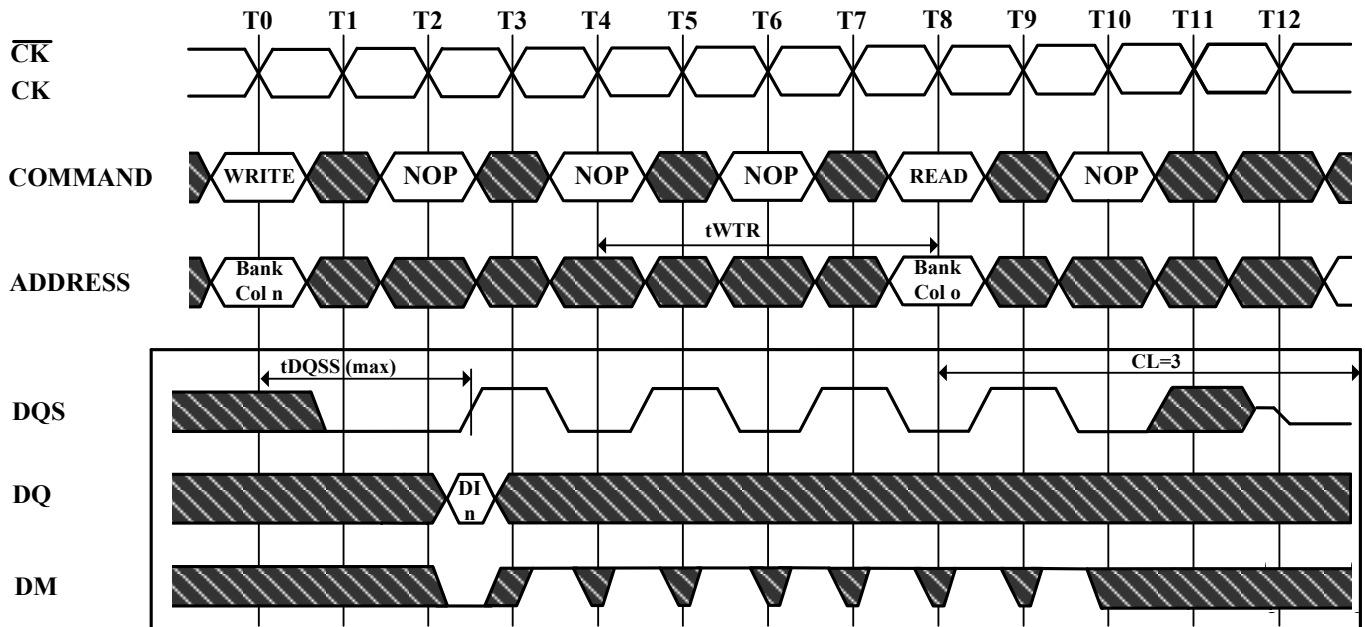 T0 T1 T2 T3 T4 T5 T6 T7 T8 T9 T10 T11 T12
CK
CK
COMMAND
WRITE NOP NOP NOP READ NOP
tWTR
ADDRESS
Bank
Col n
Bank
Col o
tDQSS (max)
CL=3
DQS
DQ
DI
n
DM